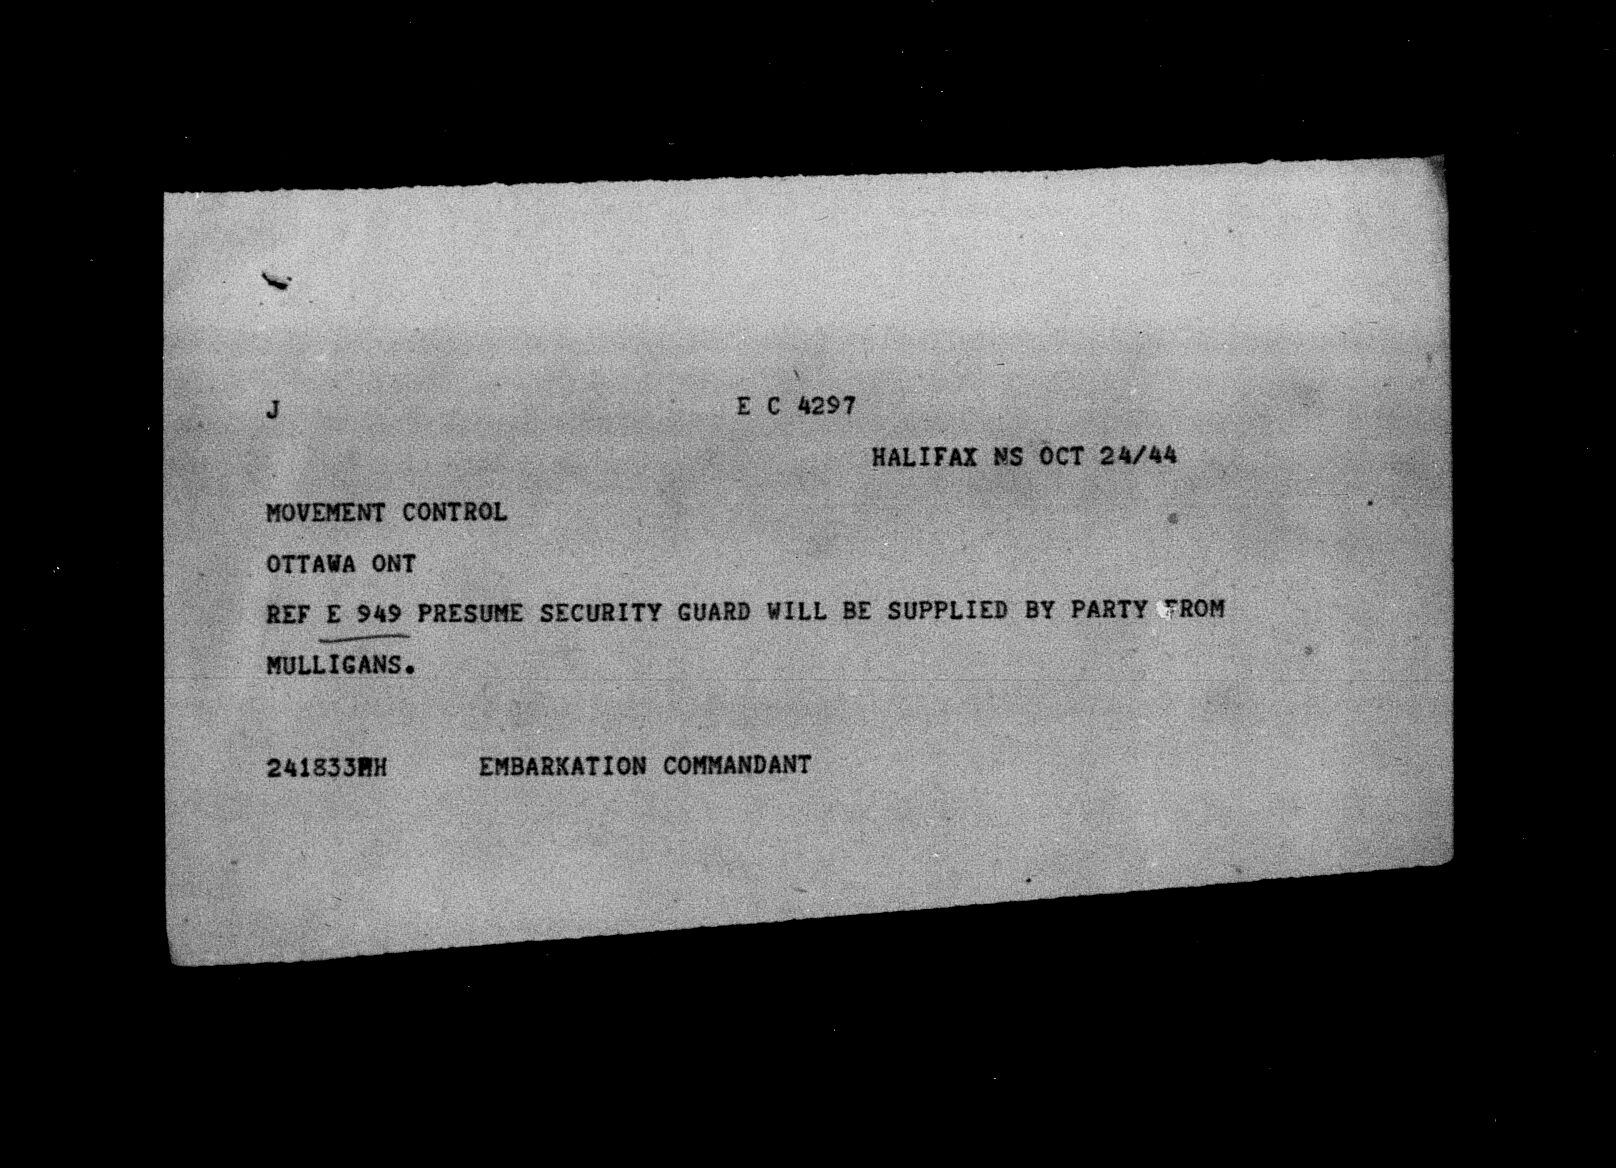 J E C 4297
HALIFAX NS OCT 24/44
MOVEMENT CONTROL
OTTAWA ONT
REF E 949 PRESUME SECURITY GUARD WILL BE SUPPLIED BY PARTY FROM
MULLIGANS.
EMBARKATION COMMANDANT